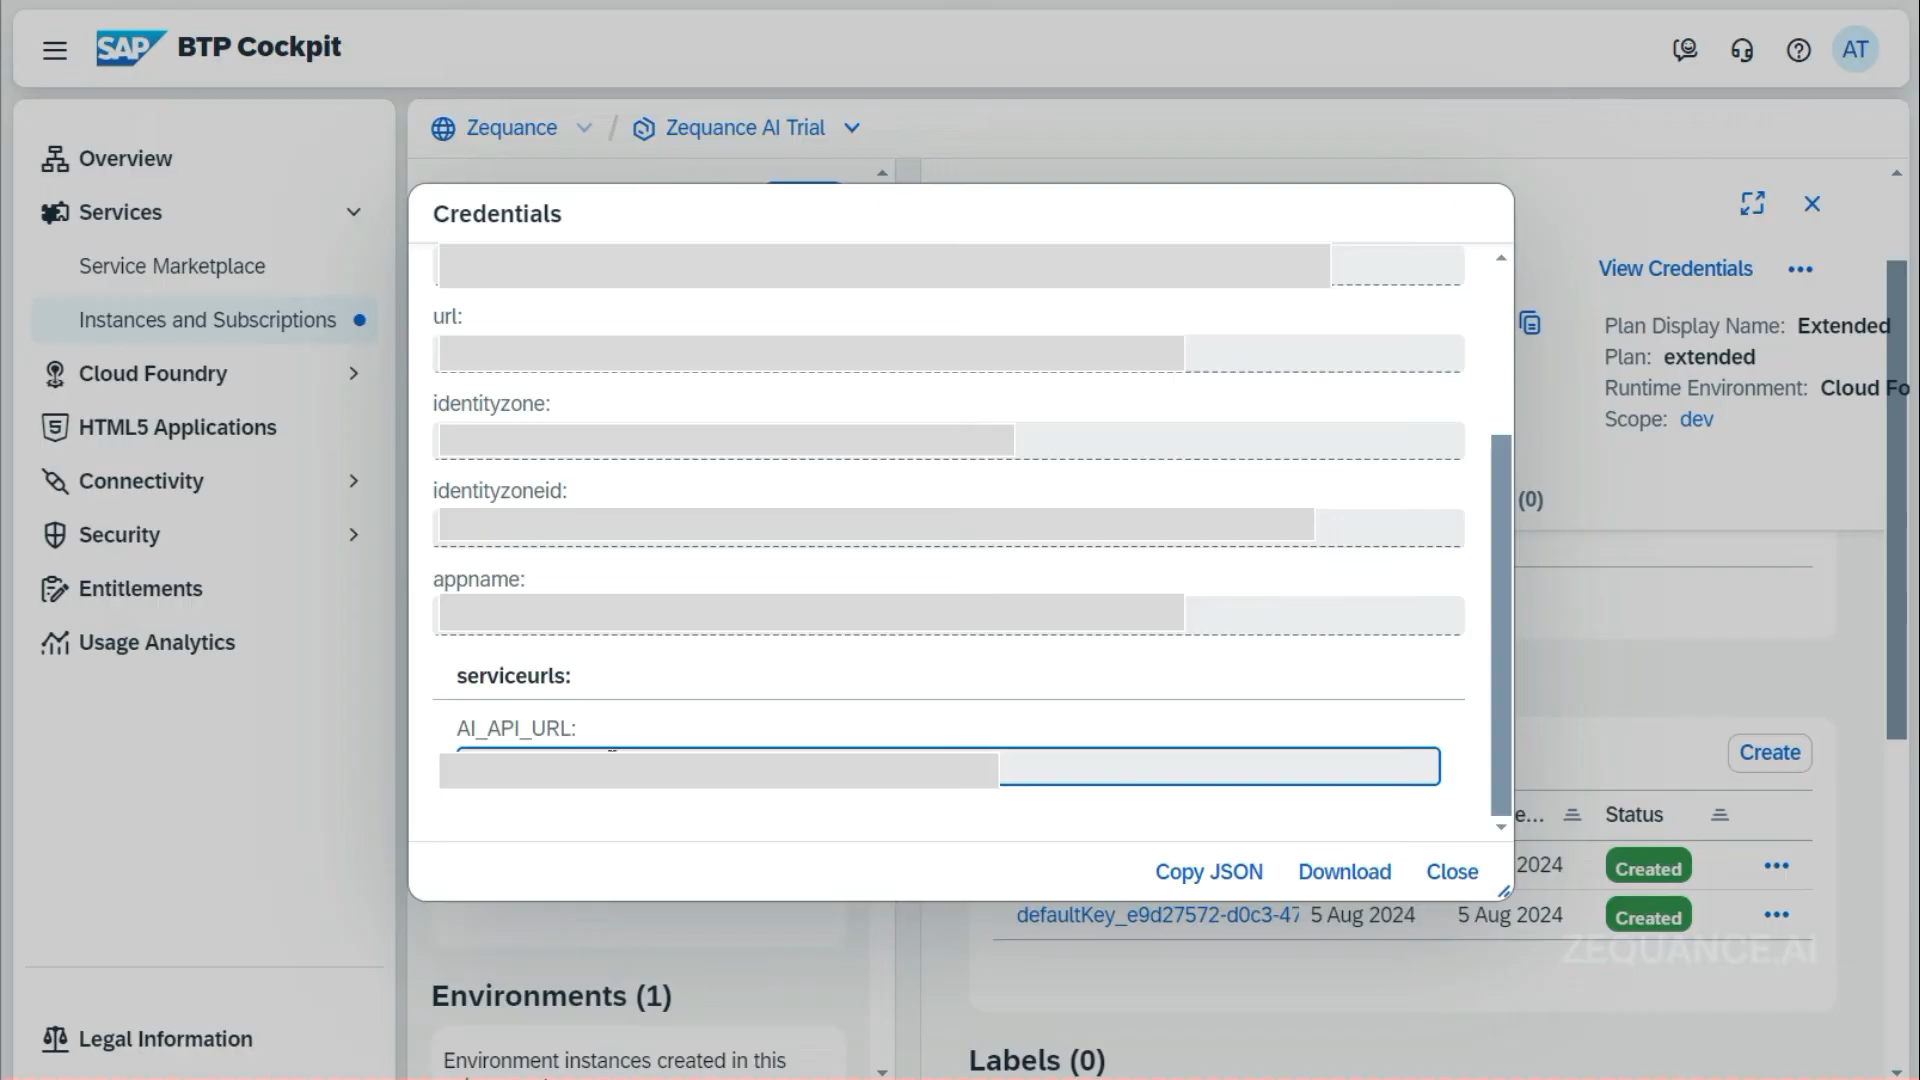 SAP BTP Cockpit
AT
Overview
Services
Service Marketplace
Instances and Subscriptions
Cloud Foundry
HTML5 Applications
Connectivity
Security
Entitlements
Usage Analytics
Legal Information
Zequance / Zequance AI Trial
Credentials
url:
identityzone:
identityzoneid:
appname:
serviceurls:
AI_API_URL:
Copy JSON Download Close
View Credentials
Plan Display Name: Extended
Plan: extended
Runtime Environment: Cloud Fo
Scope: dev
(0)
Create
e... Status
2024 Created
defaultKey_e9d27572-d0c3-47 5 Aug 2024 5 Aug 2024 Created
ZEQUANCE.AI
Environments (1)
Environment instances created in this
Labels (0)